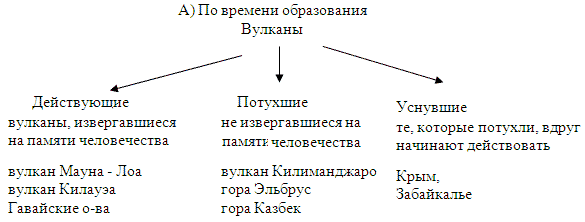 А) По времени образования
Вулканы
Действующие
вулканы, извергавшиеся
на памяти человечества
вулкан Мауна - Лоа
вулкан Килауэа
Гавайские о-ва
Потухшие
не извергавшиеся на
памяти человечества
вулкан Килиманджаро
гора Эльбрус
гора Казбек
Уснувшие
те, которые потухли, вдруг
начинают действовать
Крым,
Забайкалье